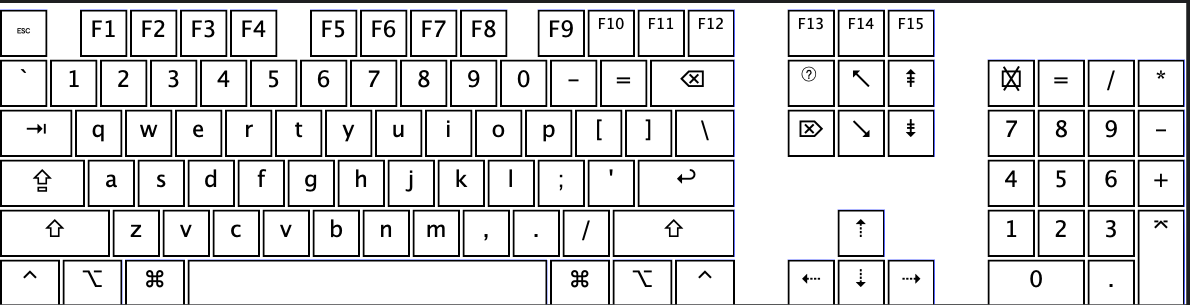 ESC F1 F2 F3 F4 F5 F6 F7 F8 F9 F10 F11 F12 F13 F14 F15
` 1 2 3 4 5 6 7 8 9 0 - = ⌫ ? ↖ ⇞ ⌧ = / *
⇥ q w e r t y u i o p [ ] \ ⌦ ↘ ⇟ 7 8 9 -
⇪ a s d f g h j k l ; ' ↩ 4 5 6 +
⇧ z v c v b n m , . / ⇧ ⇡ 1 2 3 ⌤
⌃ ⌥ ⌘ ⌘ ⌥ ⌃ ⇠ ⇣ ⇢ 0 .